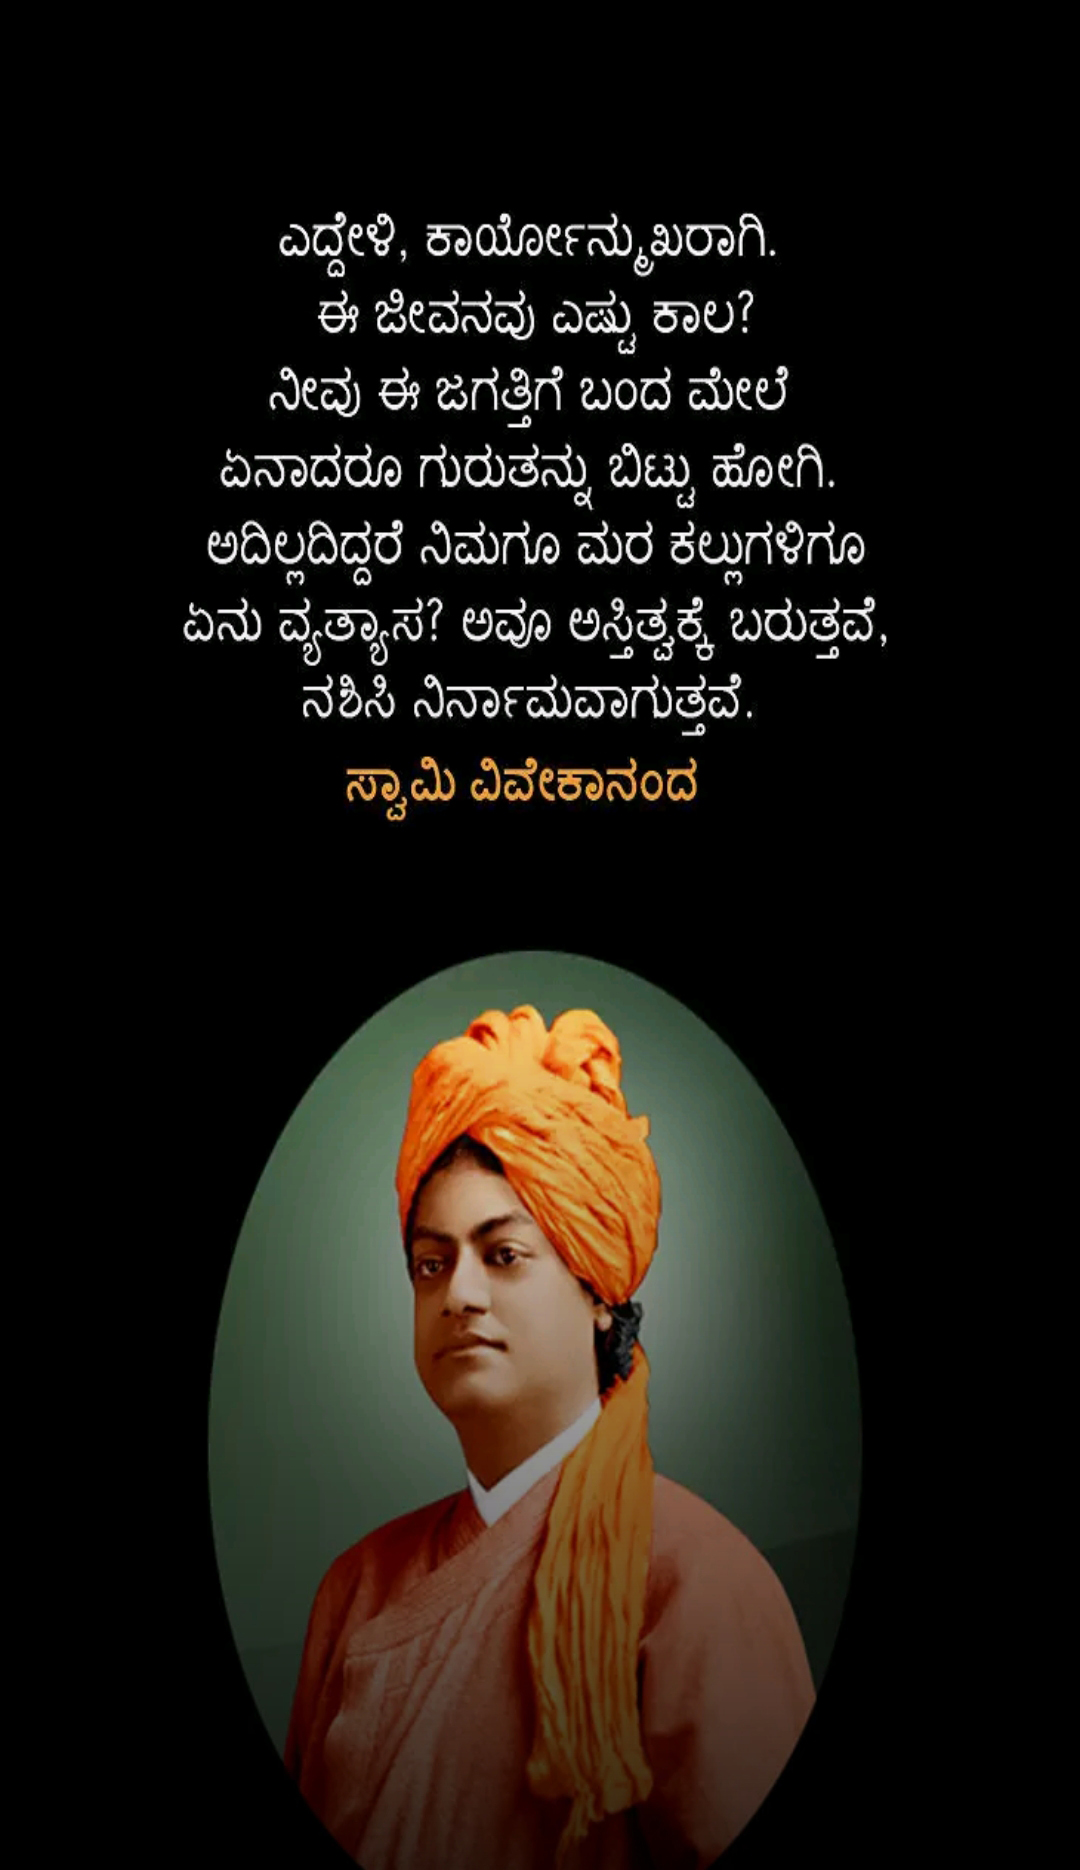 ಎದ್ದೇಳಿ, ಕಾರ್ಯೋನ್ಮುಖರಾಗಿ.
ಈ ಜೀವನವು ಎಷ್ಟು ಕಾಲ?
ನೀವು ಈ ಜಗತ್ತಿಗೆ ಬಂದ ಮೇಲೆ
ಏನಾದರೂ ಗುರುತನ್ನು ಬಿಟ್ಟು ಹೋಗಿ.
ಅದಿಲ್ಲದಿದ್ದರೆ ನಿಮಗೂ ಮರ ಕಲ್ಲುಗಳಿಗೂ
ಏನು ವ್ಯತ್ಯಾಸ? ಅವೂ ಅಸ್ತಿತ್ವಕ್ಕೆ ಬರುತ್ತವೆ,
ನಶಿಸಿ ನಿರ್ನಾಮವಾಗುತ್ತವೆ.
ಸ್ವಾಮಿ ವಿವೇಕಾನಂದ